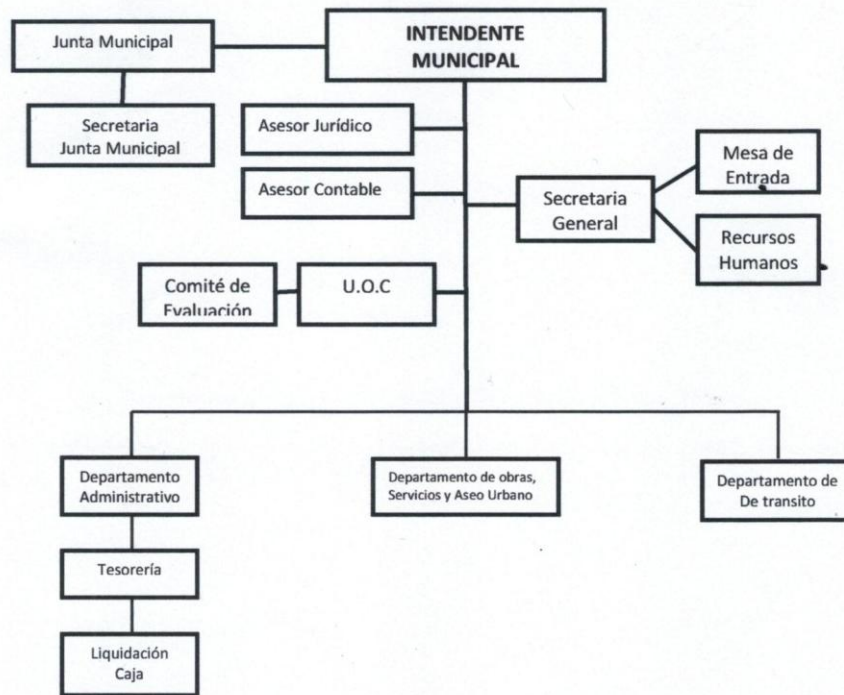 Junta Municipal
INTENDENTE
MUNICIPAL
Secretaria
Junta Municipal
Asesor Jurídico
Asesor Contable
Mesa de
Entrada
Secretaria
General
Recursos
Humanos
Comité de
Evaluación
U.O.C
Departamento
Administrativo
Departamento de obras,
Servicios y Aseo Urbano
Departamento de
De transito
Tesorería
Liquidación
Caja